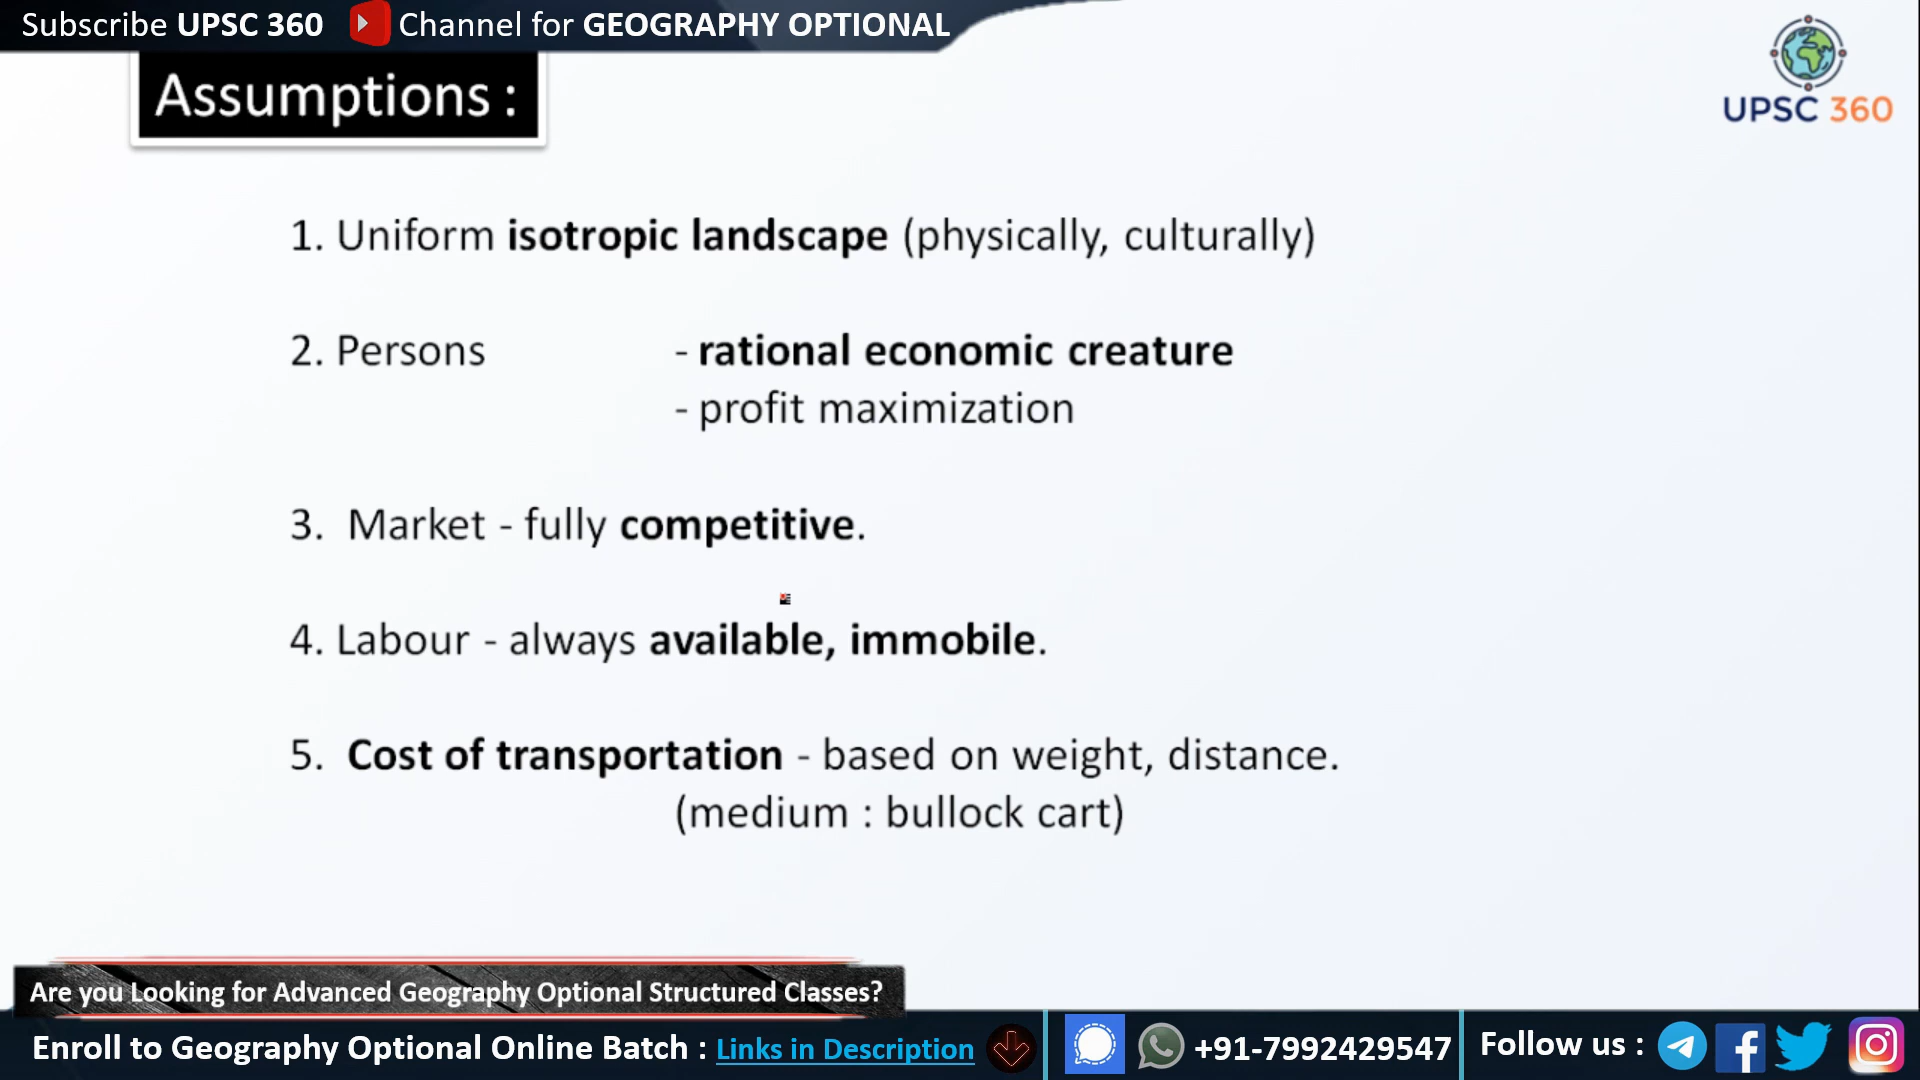 Subscribe UPSC 360 Channel for GEOGRAPHY OPTIONAL
UPSC 360
Assumptions :
1. Uniform isotropic landscape (physically, culturally)
2. Persons - rational economic creature
- profit maximization
3. Market - fully competitive.
4. Labour - always available, immobile.
5. Cost of transportation - based on weight, distance.
(medium : bullock cart)
Are you Looking for Advanced Geography Optional Structured Classes?
Enroll to Geography Optional Online Batch : Links in Description +91-7992429547 Follow us :